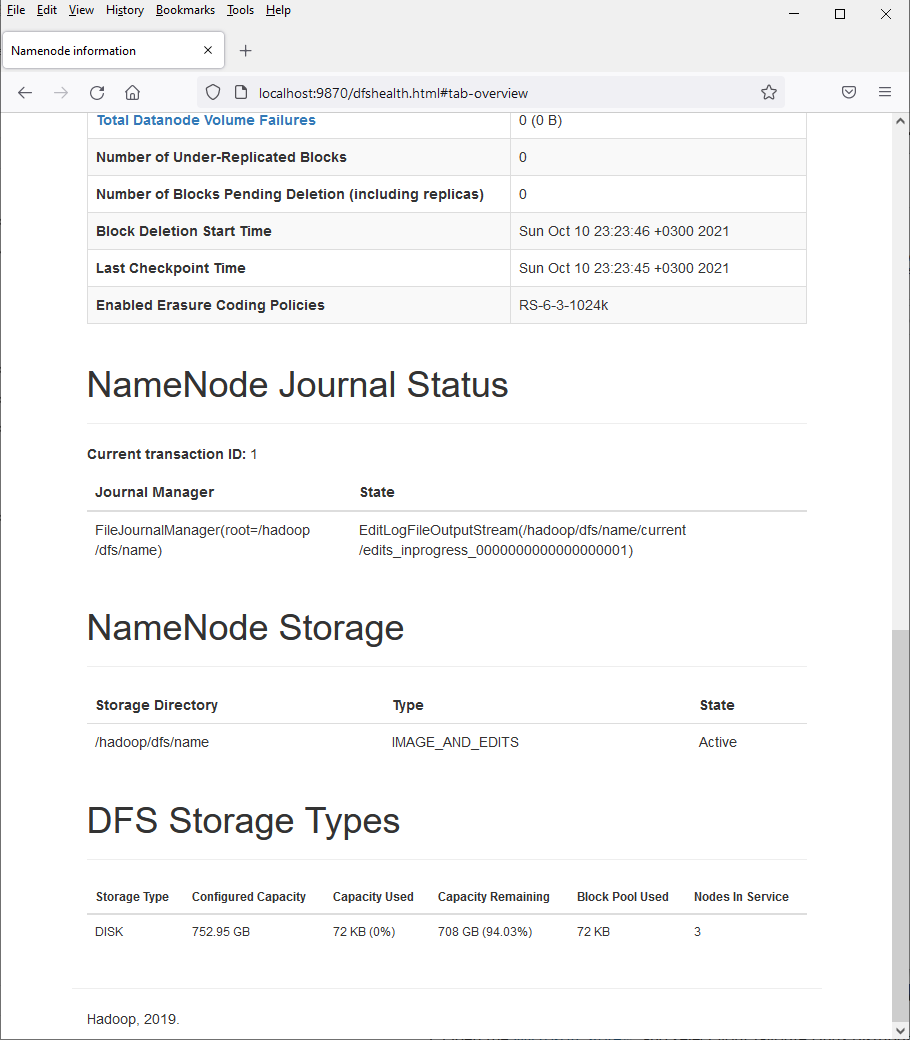 File Edit View History Bookmarks Tools Help
Namenode information
localhost:9870/dfshealth.html#tab-overview
Total Datanode Volume Failures 0 (0 B)
Number of Under-Replicated Blocks 0
Number of Blocks Pending Deletion (including replicas) 0
Block Deletion Start Time Sun Oct 10 23:23:46 +0300 2021
Last Checkpoint Time Sun Oct 10 23:23:45 +0300 2021
Enabled Erasure Coding Policies RS-6-3-1024k
NameNode Journal Status
Current transaction ID: 1
Journal Manager State
FileJournalManager(root=/hadoop EditLogFileOutputStream(/hadoop/dfs/name/current
/dfs/name) /edits_inprogress_0000000000000000001)
NameNode Storage
Storage Directory Type State
/hadoop/dfs/name IMAGE_AND_EDITS Active
DFS Storage Types
Storage Type Configured Capacity Capacity Used Capacity Remaining Block Pool Used Nodes In Service
DISK 752.95 GB 72 KB (0%) 708 GB (94.03%) 72 KB 3
Hadoop, 2019.